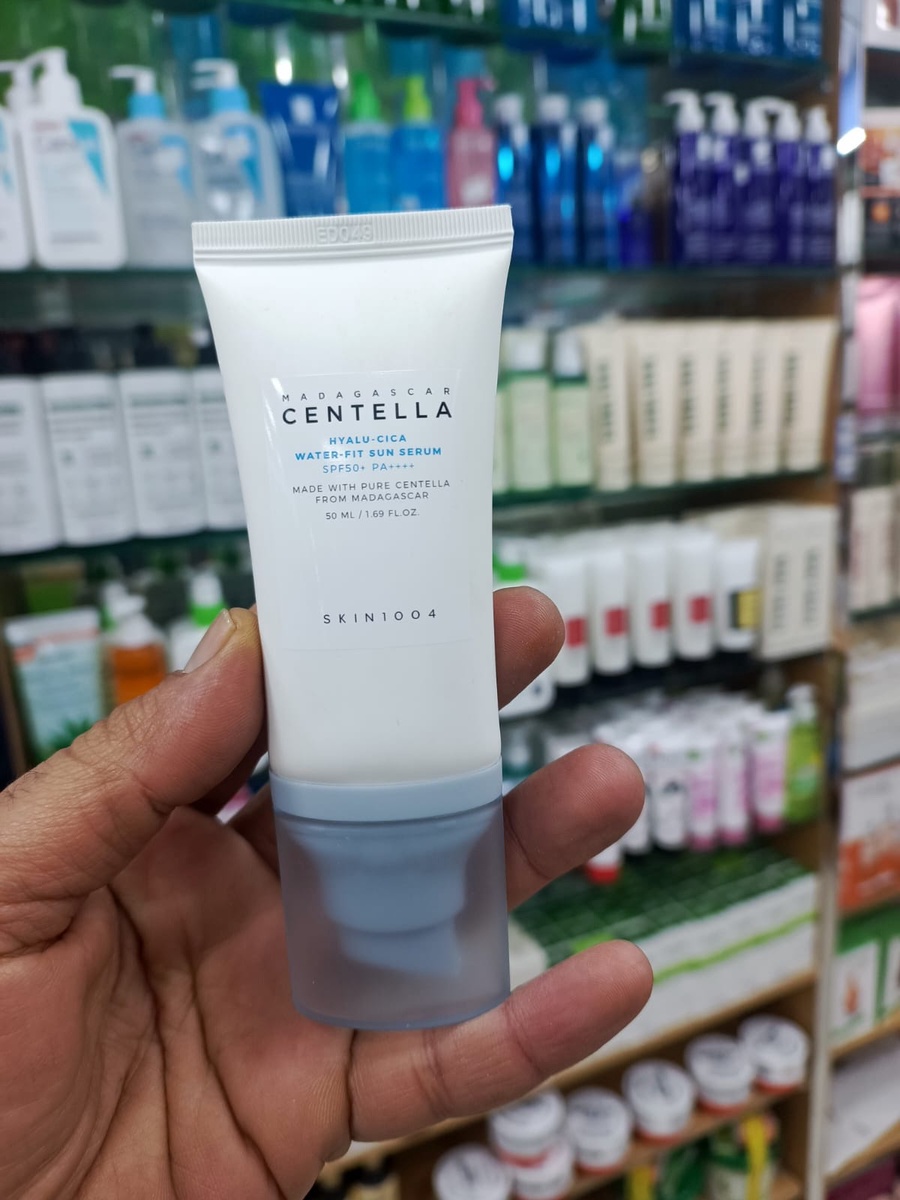 ED049
MADAGASCAR
CENTELLA
HYALU-CICA
WATER-FIT SUN SERUM
SPF50+ PA++++
MADE WITH PURE CENTELLA
FROM MADAGASCAR
50 ML / 1.69 FL.OZ.
SKIN1004